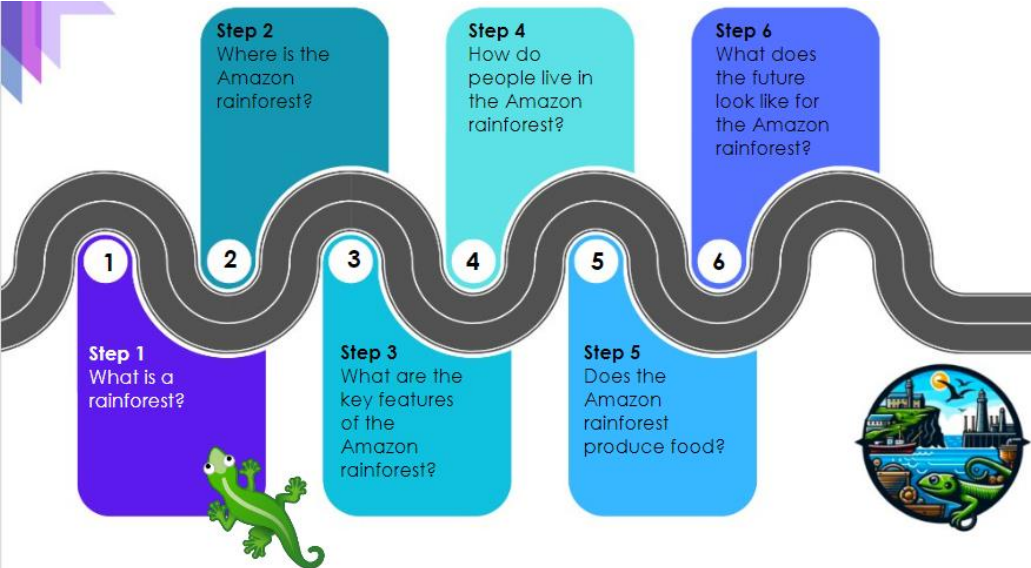 Step 1
What is a
rainforest?
1
Step 2
Where is the
Amazon
rainforest?
2
Step 3
What are the
key features
of the
Amazon
rainforest?
3
Step 4
How do
people live in
the Amazon
rainforest?
4
Step 5
Does the
Amazon
rainforest
produce food?
5
Step 6
What does
the future
look like for
the Amazon
rainforest?
6